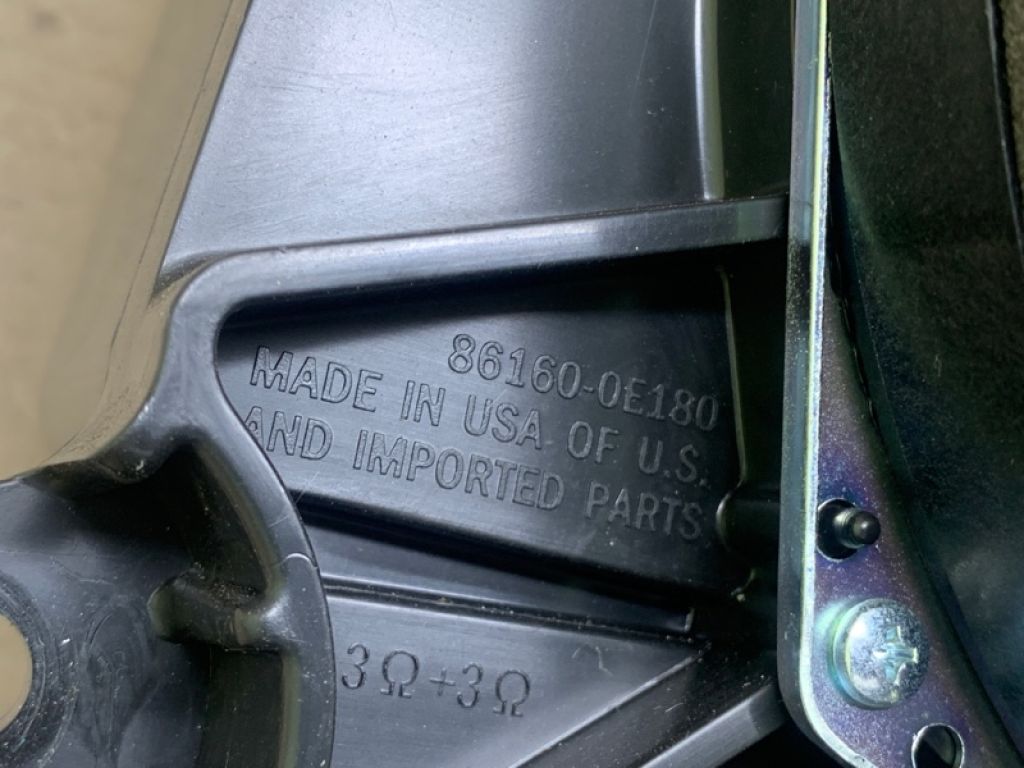 86160-0E180
MADE IN USA OF U.S.
AND IMPORTED PARTS.
3Ω+3Ω